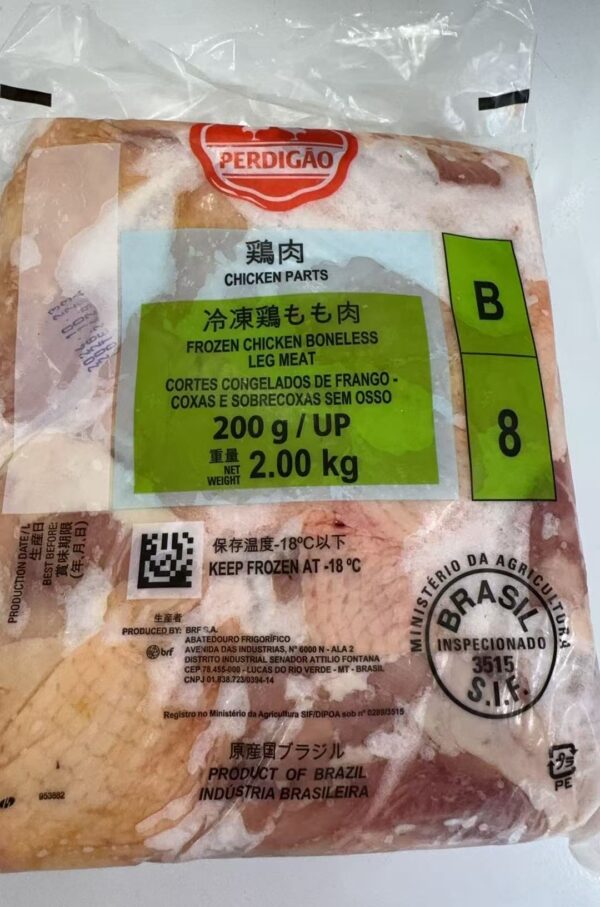 PERDIGÃO
鶏肉
CHICKEN PARTS
冷凍鶏もも肉
FROZEN CHICKEN BONELESS
LEG MEAT
CORTES CONGELADOS DE FRANGO -
COXAS E SOBRECOXAS SEM OSSO
200 g / UP
重量
NET
WEIGHT
2.00 kg
B
8
PRODUCTION DATE/L
生産日
BEST BEFORE:
賞味期限
(年.月.日)
保存温度-18°C以下
KEEP FROZEN AT -18 °C
生産者
PRODUCED BY: BRF S.A.
ABATEDOURO FRIGORÍFICO
brf
AVENIDA DAS INDUSTRIAS, N° 6000 N - ALA 2
DISTRITO INDUSTRIAL SENADOR ATTILIO FONTANA
CEP 78.455-000 - LUCAS DO RIO VERDE - MT - BRASIL
CNPJ 01.838.723/0394-14
Registro no Ministério da Agricultura SIF/DIPOA sob n° 0285/3515
MINISTÉRIO DA AGRICULTURA
BRASIL
INSPECIONADO
3515
S.I.F.
原産国ブラジル
PRODUCT OF BRAZIL
INDÚSTRIA BRASILEIRA
953882
プラ
PE